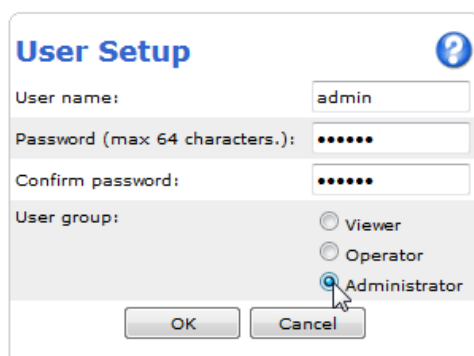 User Setup ?
User name: admin
Password (max 64 characters.): ••••••
Confirm password: ••••••
User group: Viewer
Operator
Administrator
OK Cancel